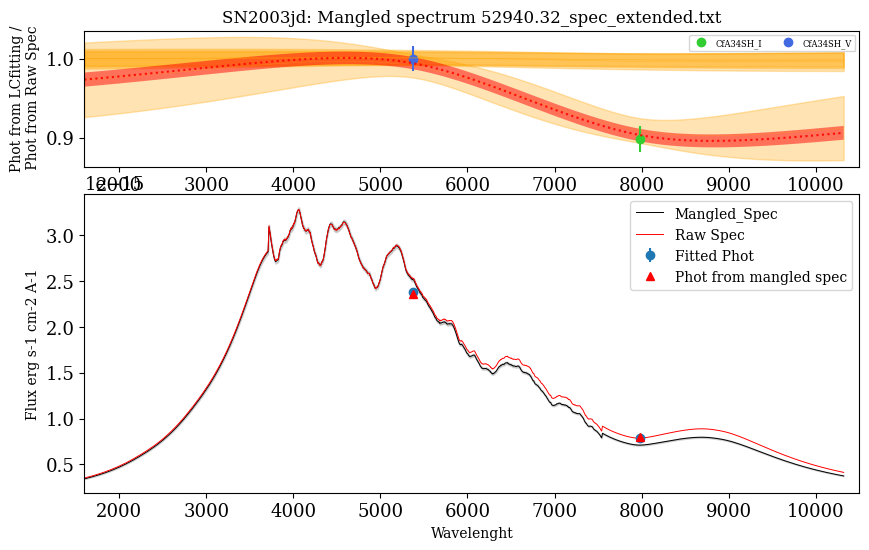 SN2003jd: Mangled spectrum 52940.32_spec_extended.txt
Phot from LCfitting /
Phot from Raw Spec
1.0
0.9
CfA34SH_I
CfA34SH_V
2000 3000 4000 5000 6000 7000 8000 9000 10000
1e−15
Flux erg s-1 cm-2 A-1
3.0
2.5
2.0
1.5
1.0
0.5
Mangled_Spec
Raw Spec
Fitted Phot
Phot from mangled spec
2000 3000 4000 5000 6000 7000 8000 9000 10000
Wavelenght